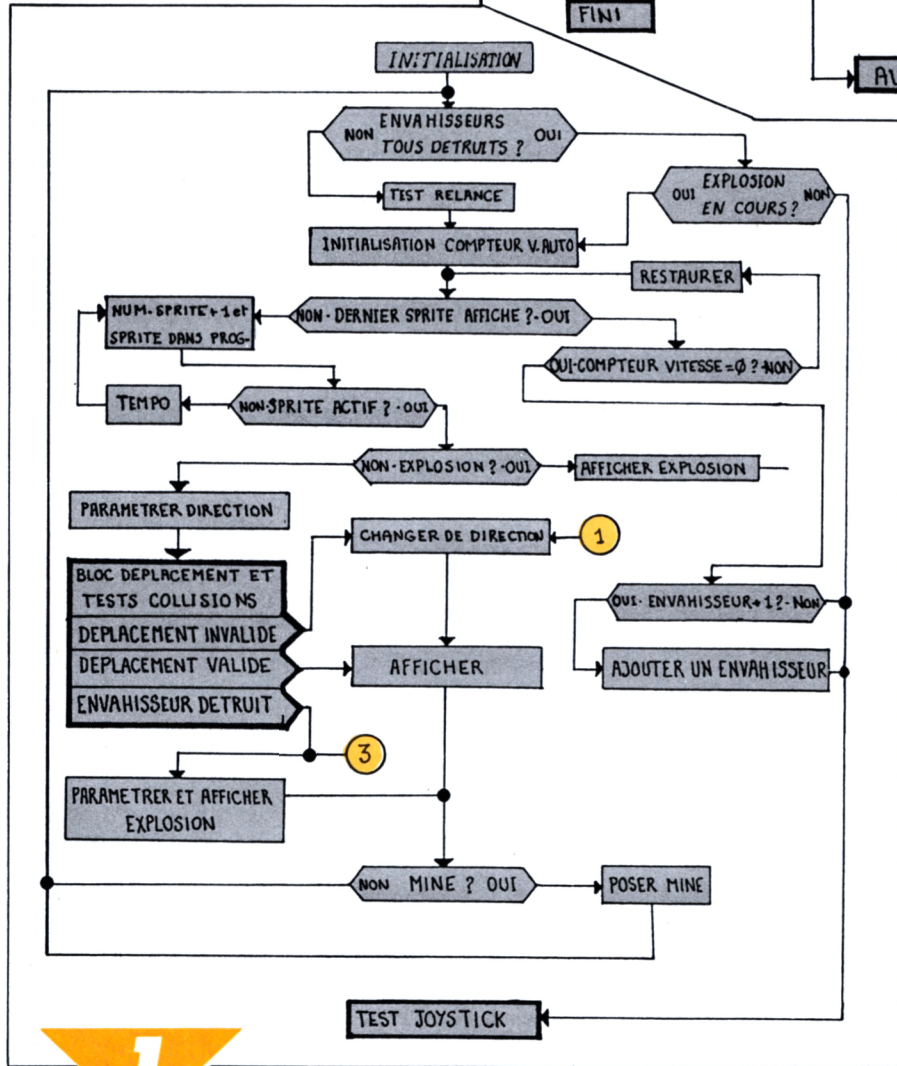 FINI
INITIALISATION
ENVAHISSEURS
NON TOUS DETRUITS ? OUI
EXPLOSION
OUI EN COURS? NON
TEST RELANCE
INITIALISATION COMPTEUR V.AUTO
RESTAURER
NUM. SPRITE+1 et
SPRITE DANS PROG.
NON - DERNIER SPRITE AFFICHE ? - OUI
OUI-COMPTEUR VITESSE=Ø ? -NON
TEMPO
NON-SPRITE ACTIF ? - OUI
NON - EXPLOSION ? - OUI
AFFICHER EXPLOSION
PARAMETRER DIRECTION
CHANGER DE DIRECTION
1
BLOC DEPLACEMENT ET
TESTS COLLISIONS
DEPLACEMENT INVALIDE
DEPLACEMENT VALIDE
ENVAHISSEUR DETRUIT
AFFICHER
OUI - ENVAHISSEUR+1 ? - NON
AJOUTER UN ENVAHISSEUR
3
PARAMETRER ET AFFICHER
EXPLOSION
NON MINE ? OUI
POSER MINE
TEST JOYSTICK
1